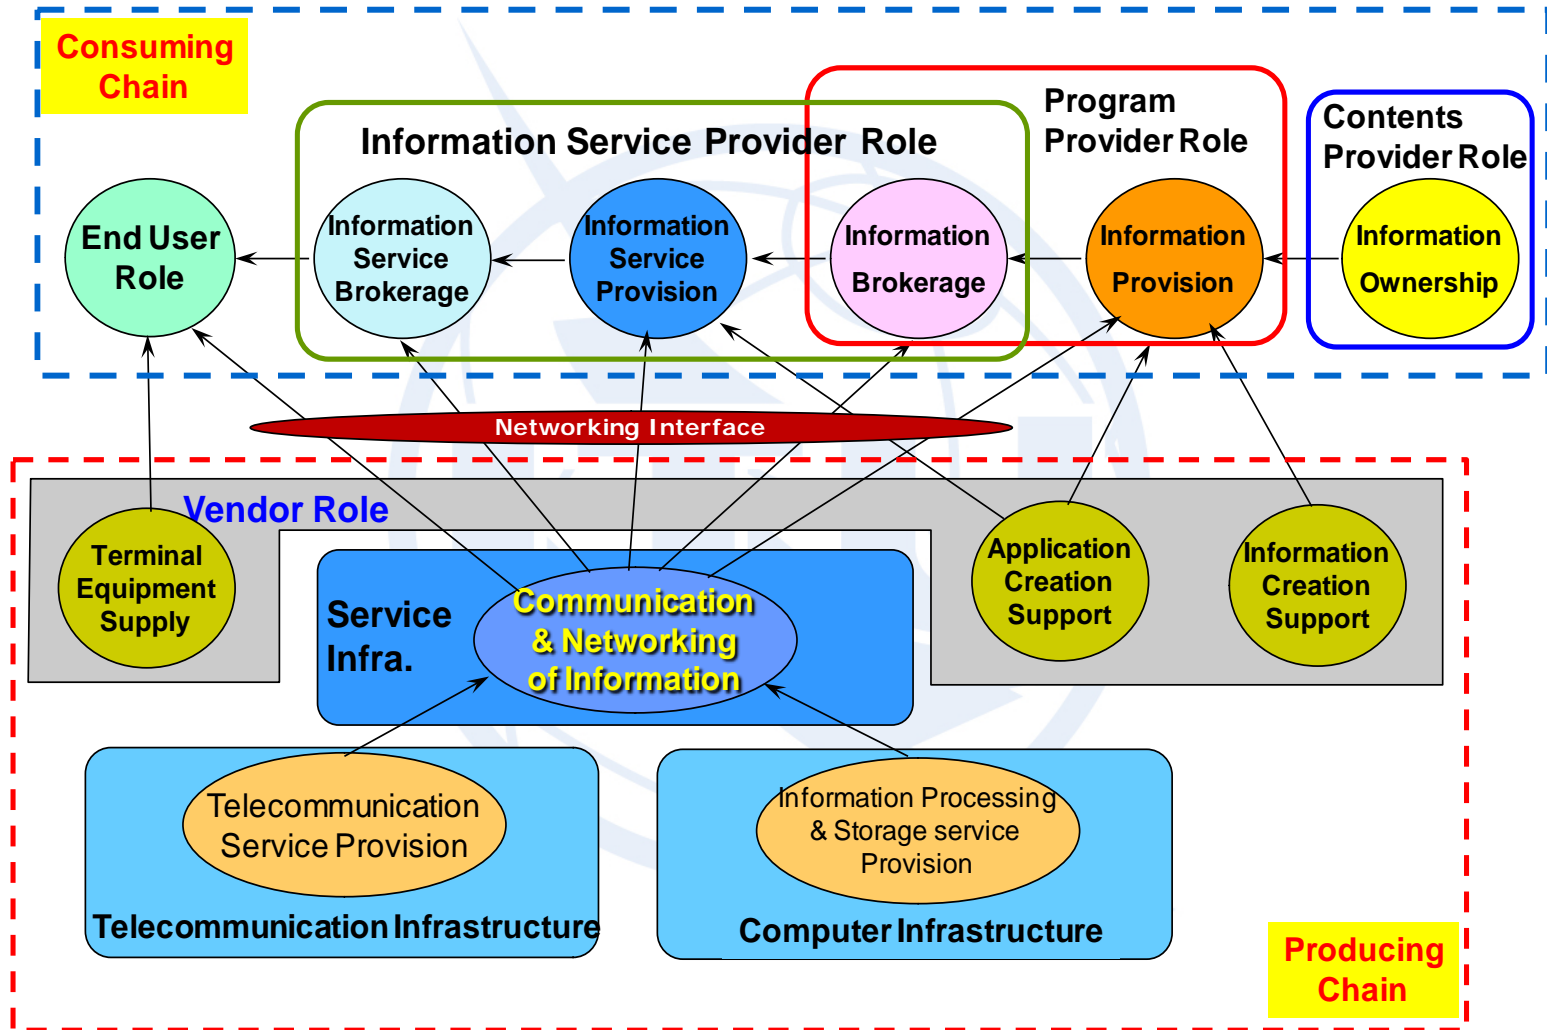 Consuming
Chain
Information Service Provider Role
Program
Provider Role
Contents
Provider Role
End User
Role
Information
Service
Brokerage
Information
Service
Provision
Information
Brokerage
Information
Provision
Information
Ownership
Networking Interface
Vendor Role
Terminal
Equipment
Supply
Service
Infra.
Communication
& Networking
of Information
Application
Creation
Support
Information
Creation
Support
Telecommunication
Service Provision
Telecommunication Infrastructure
Information Processing
& Storage service
Provision
Computer Infrastructure
Producing
Chain